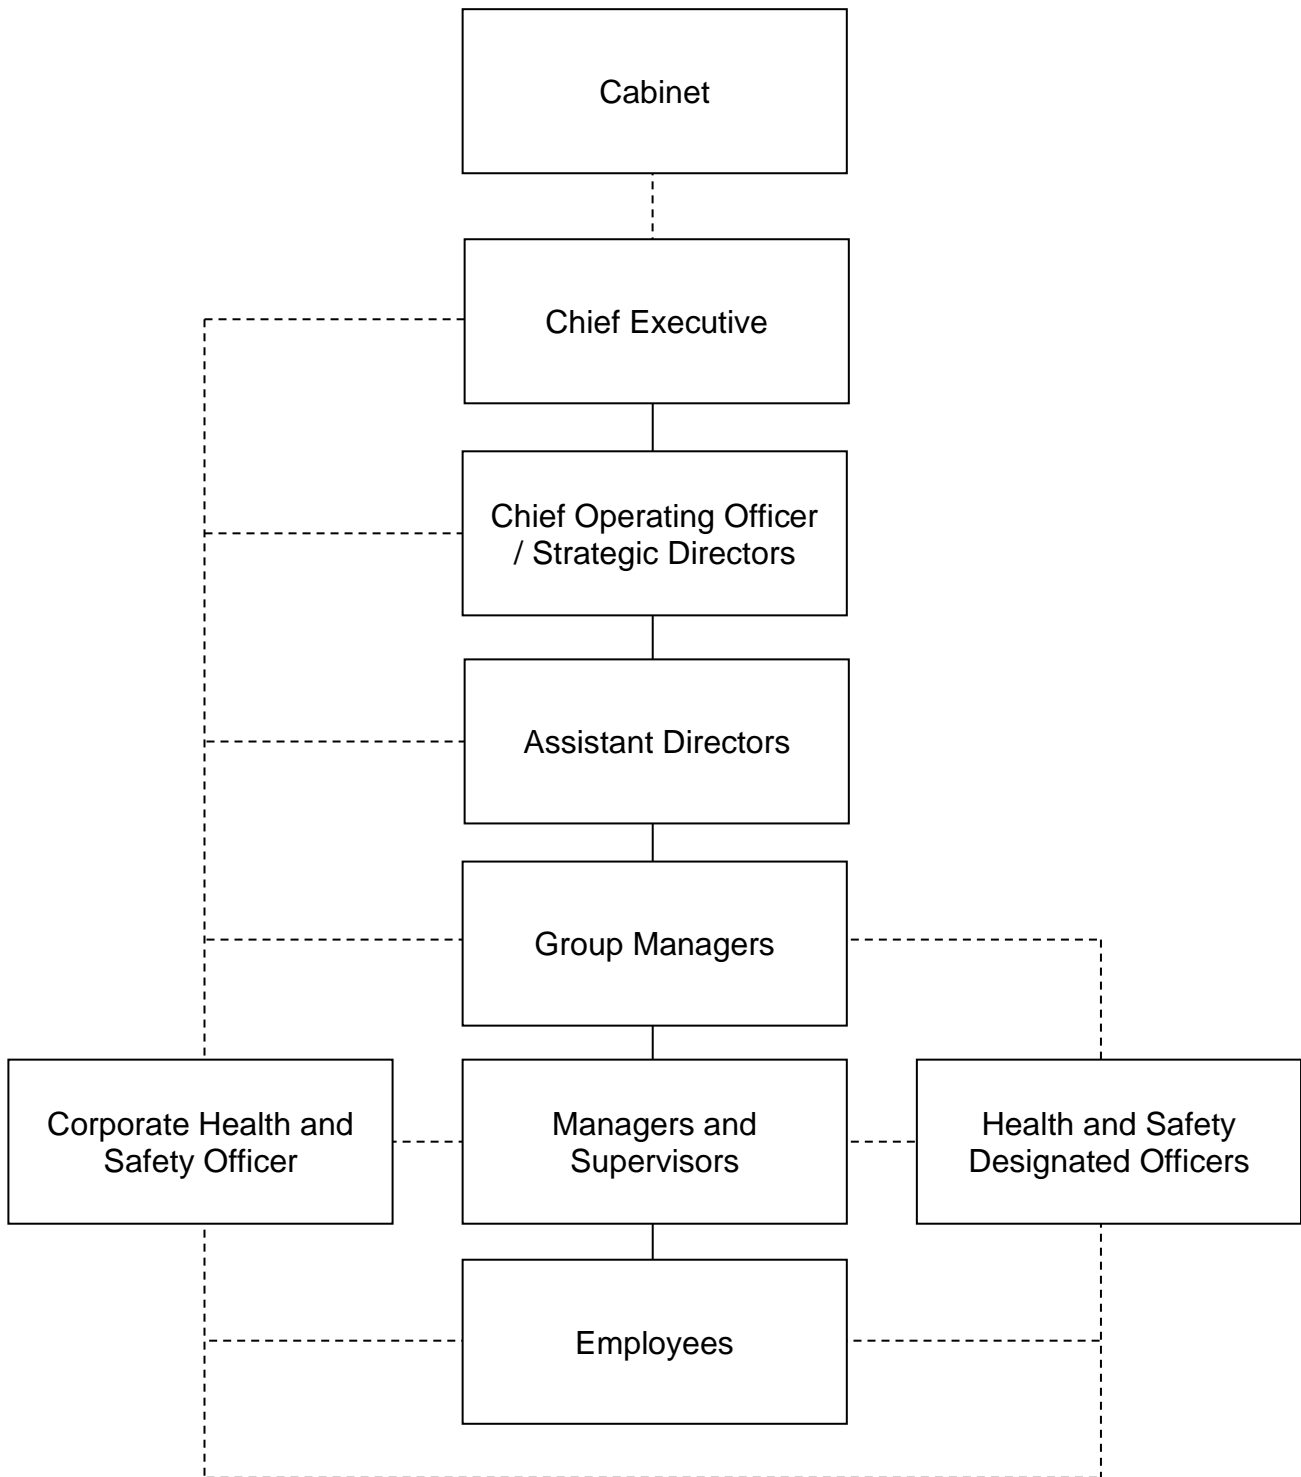 Cabinet
Chief Executive
Chief Operating Officer
/ Strategic Directors
Assistant Directors
Group Managers
Corporate Health and
Safety Officer
Managers and
Supervisors
Health and Safety
Designated Officers
Employees